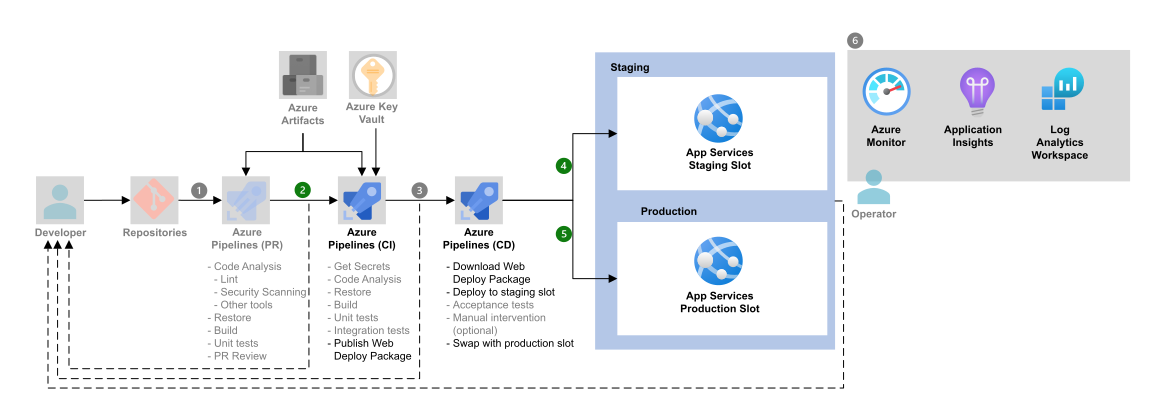 6
Staging
Azure
Artifacts
Azure Key
Vault
App Services
Staging Slot
Azure
Monitor
Application
Insights
Log
Analytics
Workspace
4
1
2
3
Production
Operator
5
Developer
Repositories
Azure
Pipelines (PR)
Azure
Pipelines (CI)
Azure
Pipelines (CD)
- Code Analysis
- Lint
- Security Scanning
- Other tools
- Restore
- Build
- Unit tests
- PR Review
- Get Secrets
- Code Analysis
- Restore
- Build
- Unit tests
- Integration tests
- Publish Web
Deploy Package
- Download Web
Deploy Package
- Deploy to staging slot
- Acceptance tests
- Manual intervention
(optional)
- Swap with production slot
App Services
Production Slot